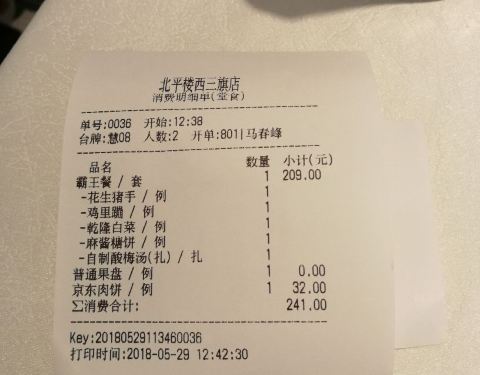 北平楼西三旗店
消费明细单(堂食)
单号:0036 开始:12:38
台牌:慧08 人数:2 开单:801|马春峰
品名 数量 小计(元)
霸王餐 / 套 1 209.00
-花生猪手 / 例 1
-鸡里蹦 / 例 1
-乾隆白菜 / 例 1
-麻酱糖饼 / 例 1
-自制酸梅汤(扎) / 扎 1
普通果盘 / 例 1 0.00
京东肉饼 / 例 1 32.00
∑消费合计: 241.00
Key:20180529113460036
打印时间:2018-05-29 12:42:30